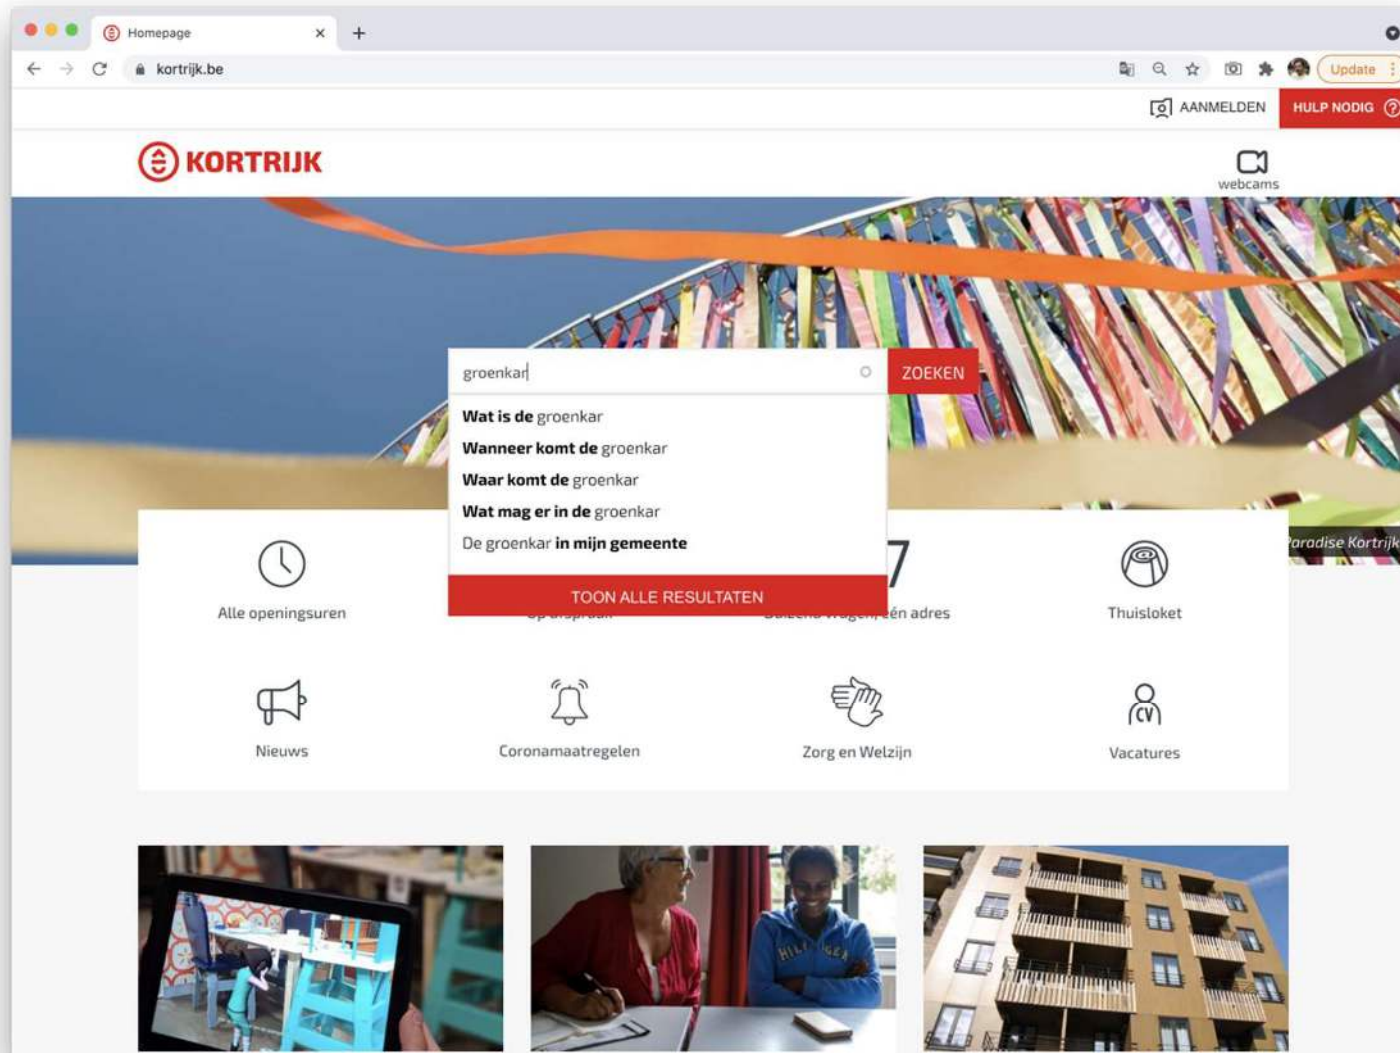 Homepage
kortrijk.be
Update
AANMELDEN
HULP NODIG
KORTRIJK
webcams
groenkar
ZOEKEN
Wat is de groenkar
Wanneer komt de groenkar
Waar komt de groenkar
Wat mag er in de groenkar
De groenkar in mijn gemeente
TOON ALLE RESULTATEN
7
Paradise Kortrijk
Alle openingsuren
één adres
Thuisloket
Nieuws
Coronamaatregelen
Zorg en Welzijn
CV
Vacatures